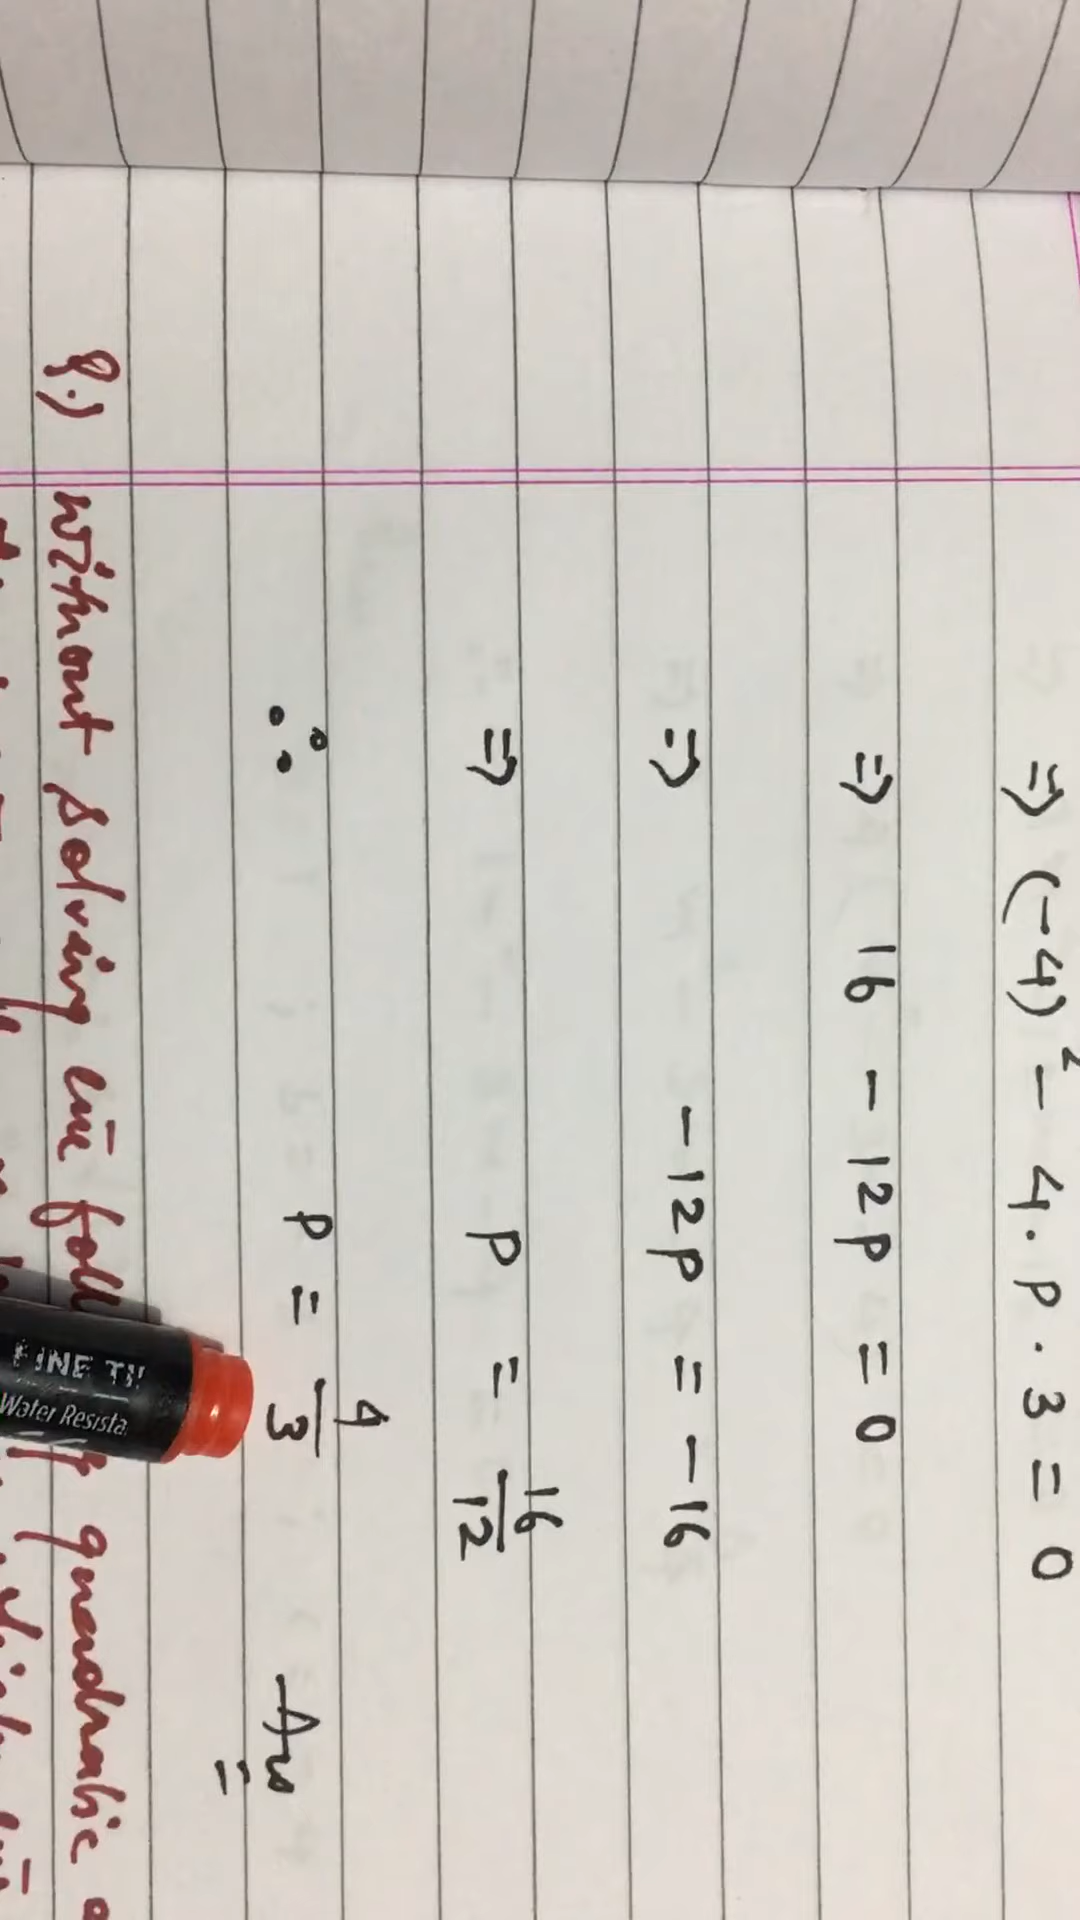 ⇒ (-4)² - 4 . P . 3 = 0
⇒ 16 - 12P = 0
⇒ -12P = -16
⇒ P = 16/12
∴ P = 4/3 Ans
Q.) without solving the foll quadratic
FINE TI
Water Resista